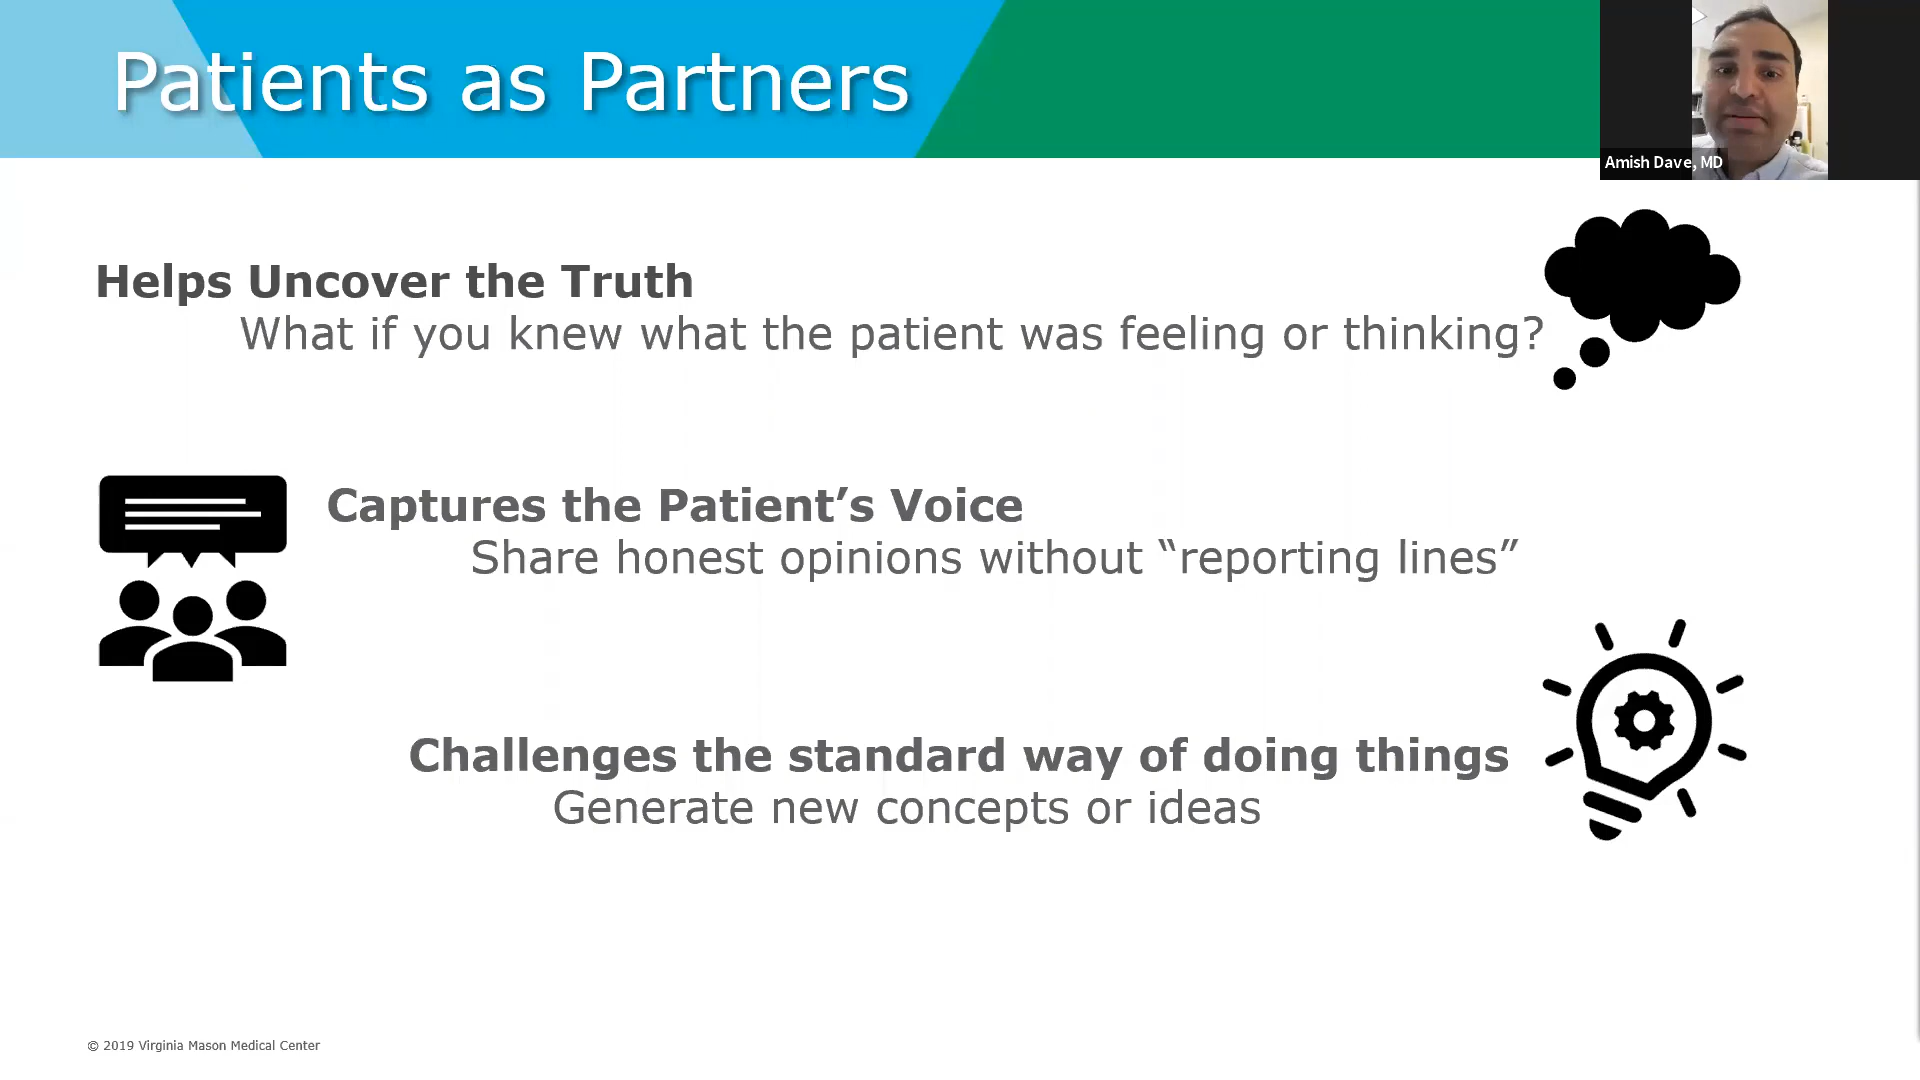 Patients as Partners
Amish Dave, MD
Helps Uncover the Truth
What if you knew what the patient was feeling or thinking?
Captures the Patient’s Voice
Share honest opinions without “reporting lines”
Challenges the standard way of doing things
Generate new concepts or ideas
© 2019 Virginia Mason Medical Center